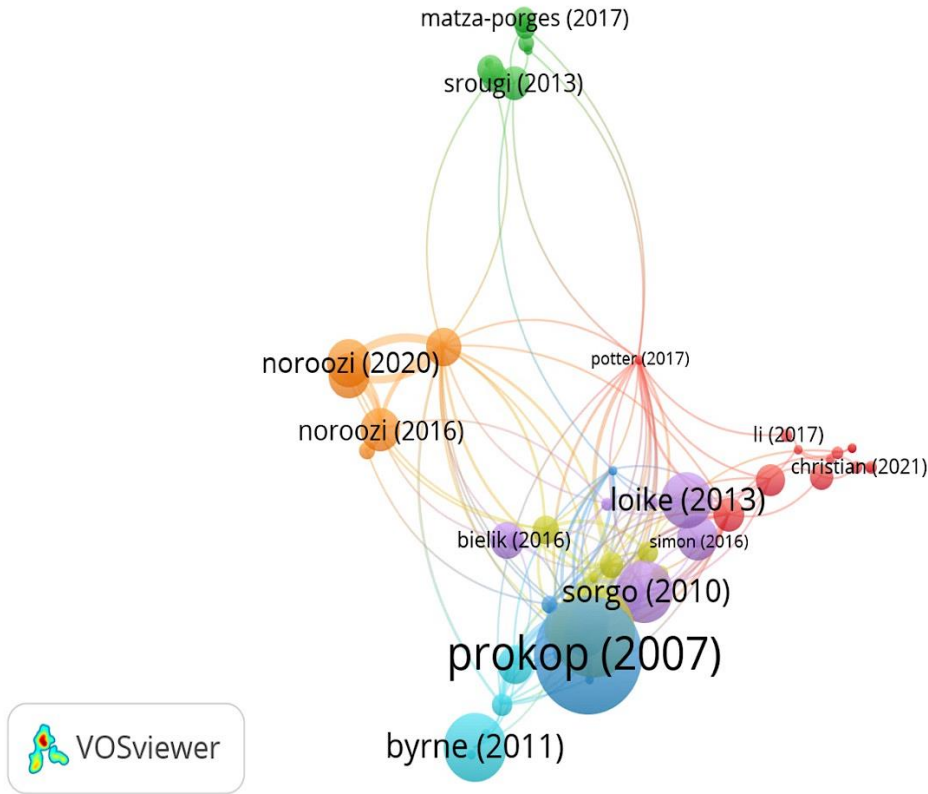 matza-porges (2017)
srougi (2013)
potter (2017)
noroozi (2020)
noroozi (2016)
li (2017)
christian (2021)
loike (2013)
bielik (2016)
simon (2016)
sorgo (2010)
prokop (2007)
byrne (2011)
VOSviewer